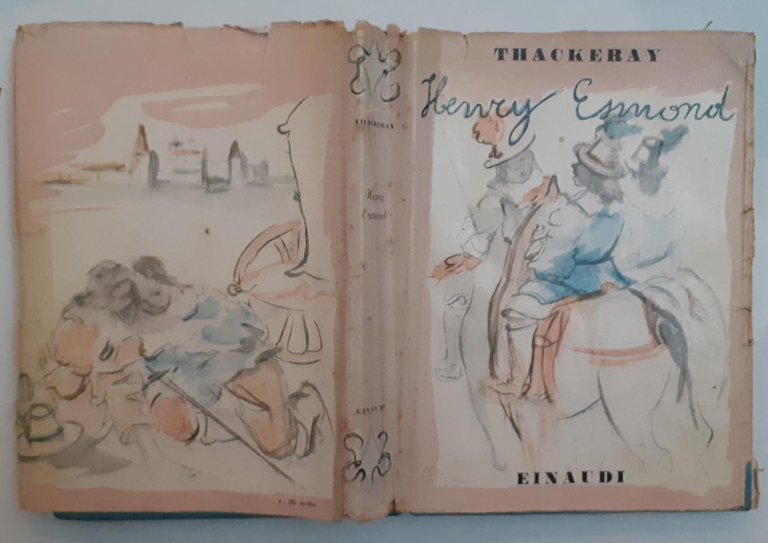 THACKERAY
Henry Esmond
EINAUDI
THACKERAY
Henry
Esmond
EINAUDI